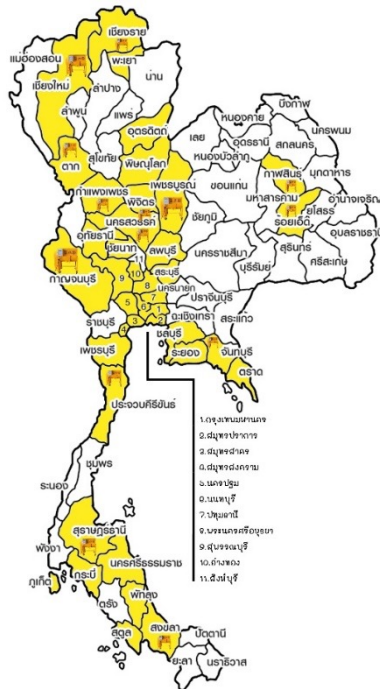 เชียงราย
แม่ฮ่องสอน
พะเยา
เชียงใหม่
น่าน
ลำปาง
ลำพูน
แพร่
อุตรดิตถ์
ตาก
สุโขทัย
พิษณุโลก
กำแพงเพชร
พิจิตร
เพชรบูรณ์
นครสวรรค์
อุทัยธานี
ชัยนาท
ลพบุรี
กาญจนบุรี
11
9
10
8
สระบุรี
นครนายก
5
6
7
1
ราชบุรี
4
3
2
ปราจีนบุรี
ฉะเชิงเทรา
สระแก้ว
ชลบุรี
ระยอง
จันทบุรี
ตราด
เพชรบุรี
ประจวบคีรีขันธ์
บึงกาฬ
หนองคาย
เลย
อุดรธานี
นครพนม
สกลนคร
หนองบัวลำภู
ขอนแก่น
กาฬสินธุ์
มุกดาหาร
มหาสารคาม
อำนาจเจริญ
ยโสธร
ร้อยเอ็ด
ชัยภูมิ
อุบลราชธานี
นครราชสีมา
บุรีรัมย์
สุรินทร์
ศรีสะเกษ
1.กรุงเทพมหานคร
2.สมุทรปราการ
3.สมุทรสาคร
4.สมุทรสงคราม
5.นครปฐม
6.นนทบุรี
7.ปทุมธานี
8.พระนครศรีอยุธยา
9.สุพรรณบุรี
10.อ่างทอง
11.สิงห์บุรี
ชุมพร
ระนอง
สุราษฎร์ธานี
พังงา
ภูเก็ต
กระบี่
นครศรีธรรมราช
ตรัง
พัทลุง
สตูล
สงขลา
ปัตตานี
ยะลา
นราธิวาส